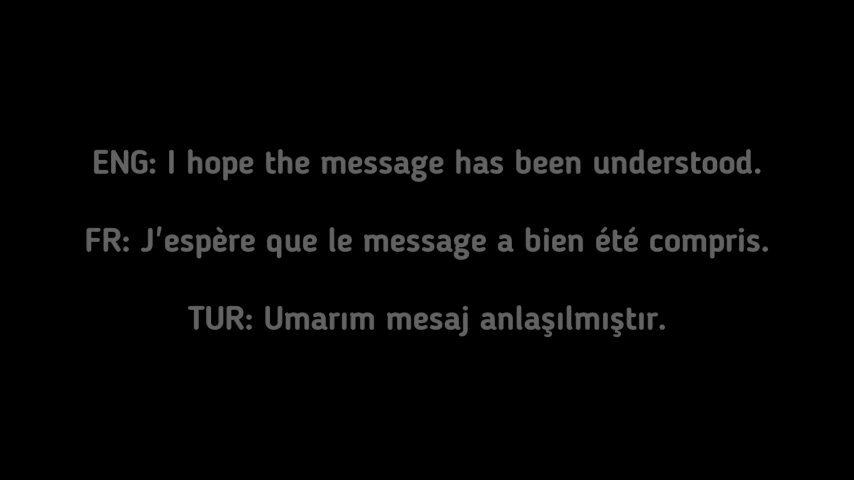 ENG: I hope the message has been understood.
FR: J'espère que le message a bien été compris.
TUR: Umarım mesaj anlaşılmıştır.